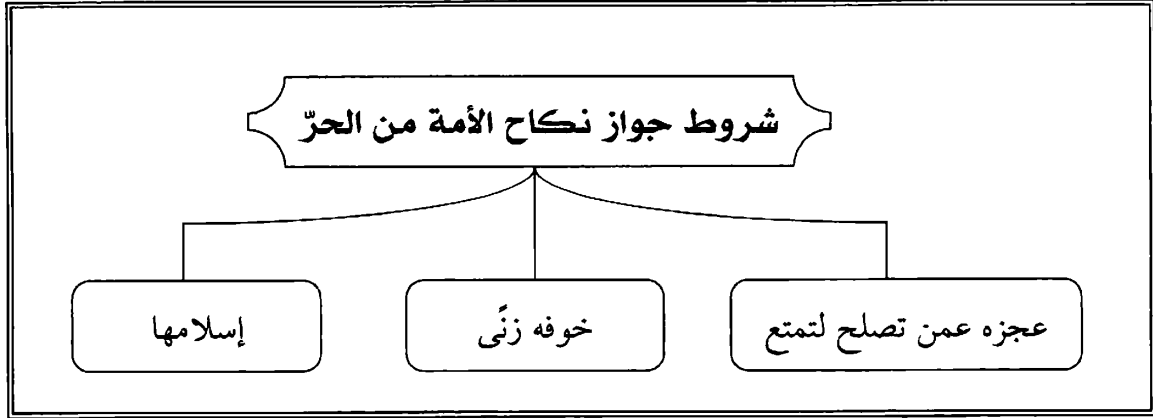 شروط جواز نكاح الأمة من الحرّ
عجزه عمن تصلح لتمتع
خوفه زنًى
إسلامها